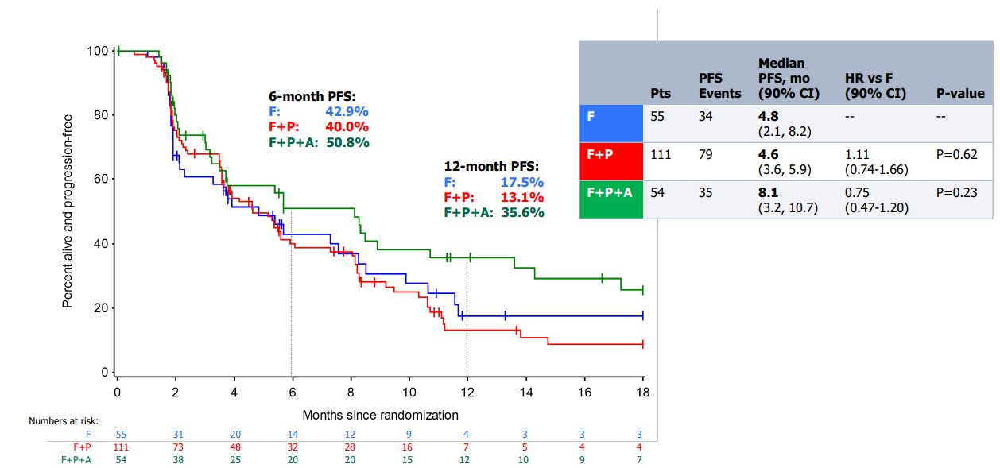 100
80
60
40
20
0
Percent alive and progression-free
0 2 4 6 8 10 12 14 16 18
Months since randomization
6-month PFS:
F: 42.9%
F+P: 40.0%
F+P+A: 50.8%
12-month PFS:
F: 17.5%
F+P: 13.1%
F+P+A: 35.6%
Median
PFS PFS, mo HR vs F
Pts Events (90% CI) (90% CI) P-value
F 55 34 4.8 -- --
(2.1, 8.2)
F+P 111 79 4.6 1.11 P=0.62
(3.6, 5.9) (0.74-1.66)
F+P+A 54 35 8.1 0.75 P=0.23
(3.2, 10.7) (0.47-1.20)
Numbers at risk:
F 55 31 20 14 12 9 4 3 3 3
F+P 111 73 48 32 28 16 7 5 4 4
F+P+A 54 38 25 20 20 15 12 10 9 7